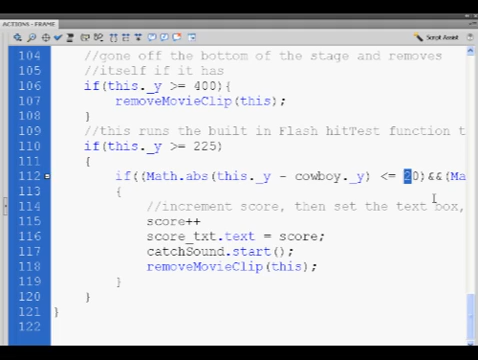 ACTIONS - FRAME
Script Assist
104 //gone off the bottom of the stage and removes
105 //itself if it has
106 if(this._y >= 400){
107 removeMovieClip(this);
108 }
109 //this runs the built in Flash hitTest function t
110 if(this._y >= 225)
111 {
112 if((Math.abs(this._y - cowboy._y) <= 20)&&(Ma
113 {
114 //increment score, then set the text box,
115 score++
116 score_txt.text = score;
117 catchSound.start();
118 removeMovieClip(this);
119 }
120 }
121 }
122